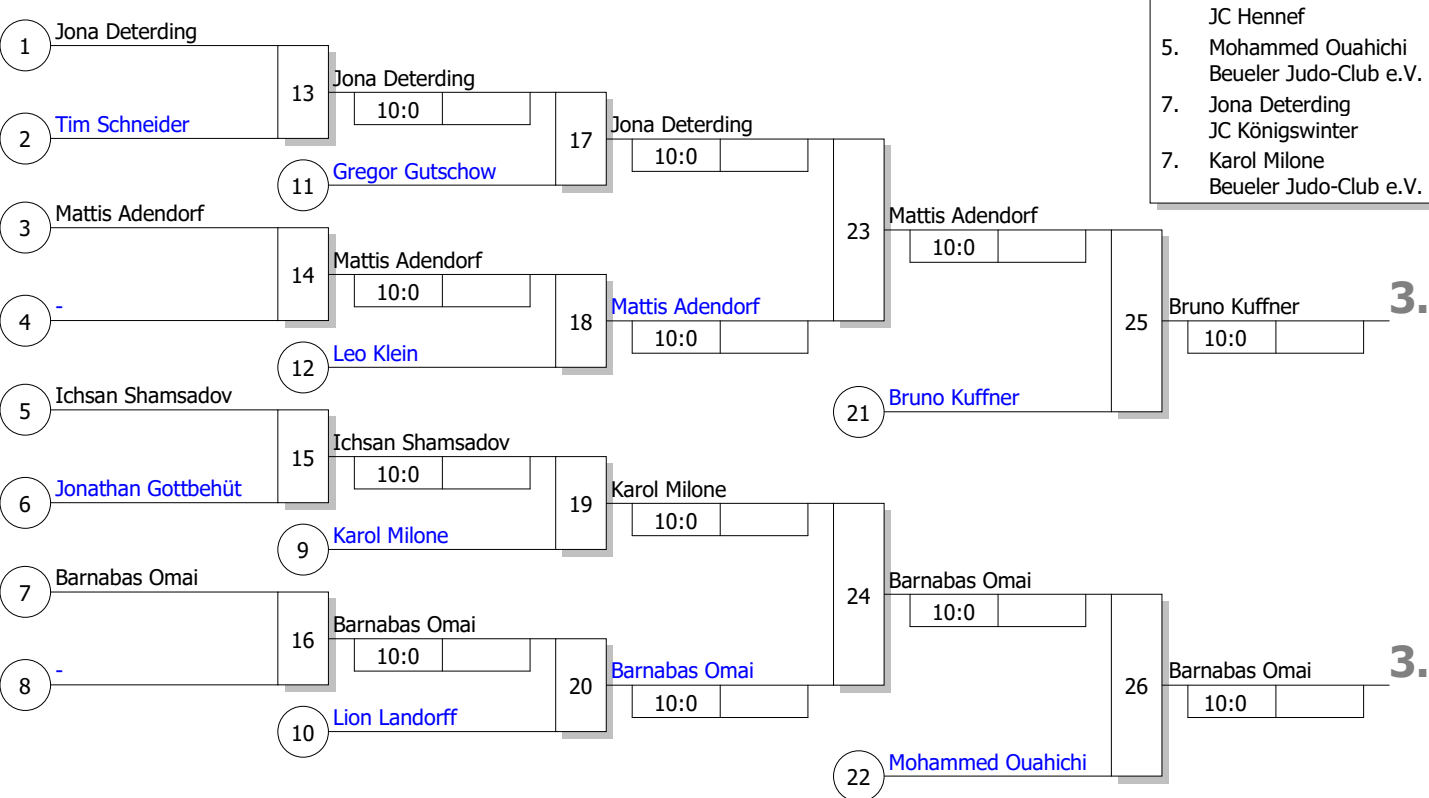 JC Hennef
5. Mohammed Ouahichi
Beueler Judo-Club e.V.
7. Jona Deterding
JC Königswinter
7. Karol Milone
Beueler Judo-Club e.V.
1 Jona Deterding
2 Tim Schneider
13 Jona Deterding
10:0
11 Gregor Gutschow
17 Jona Deterding
10:0
3 Mattis Adendorf
4 -
14 Mattis Adendorf
10:0
12 Leo Klein
18 Mattis Adendorf
10:0
23 Mattis Adendorf
10:0
21 Bruno Kuffner
25 Bruno Kuffner
10:0
3.
5 Ichsan Shamsadov
6 Jonathan Gottbehüt
15 Ichsan Shamsadov
10:0
9 Karol Milone
19 Karol Milone
10:0
7 Barnabas Omai
8 -
16 Barnabas Omai
10:0
10 Lion Landorff
20 Barnabas Omai
10:0
24 Barnabas Omai
10:0
22 Mohammed Ouahichi
26 Barnabas Omai
10:0
3.